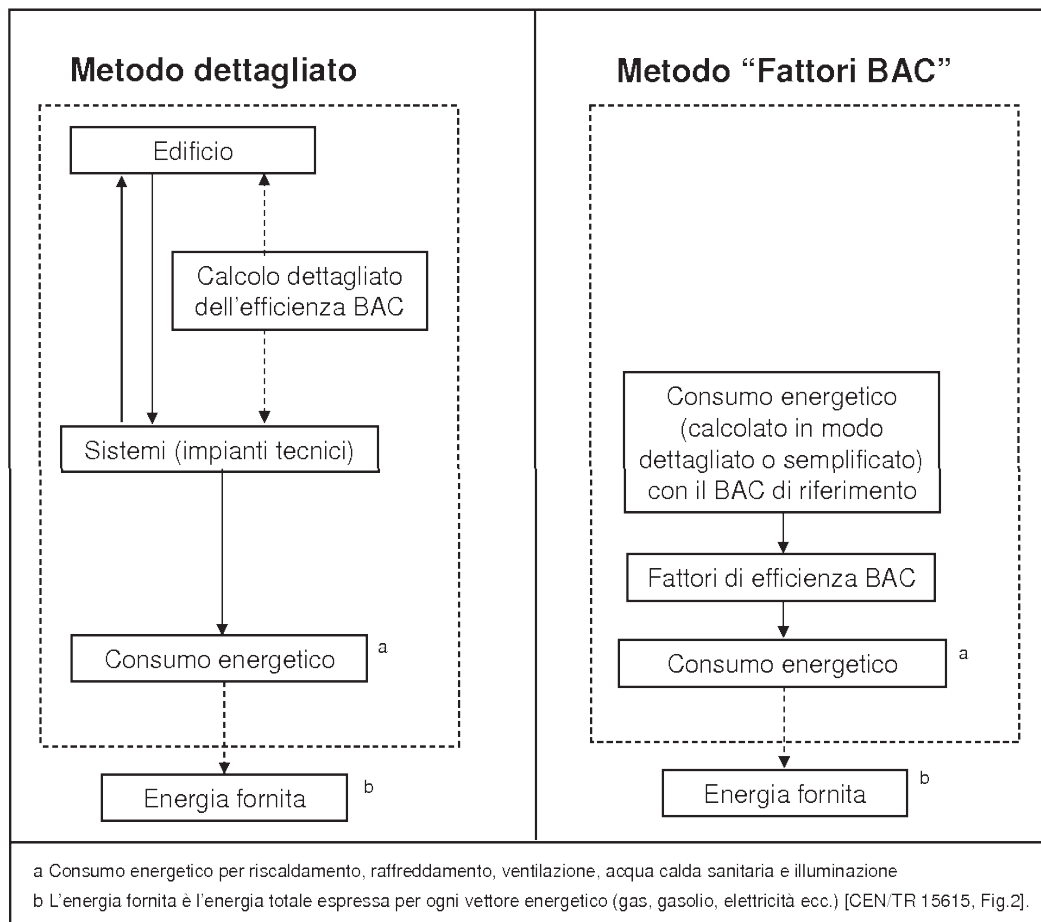 Metodo dettagliato
Edificio
Calcolo dettagliato
dell'efficienza BAC
Sistemi (impianti tecnici)
Consumo energetico a
Energia fornita b
Metodo “Fattori BAC”
Consumo energetico
(calcolato in modo
dettagliato o semplificato)
con il BAC di riferimento
Fattori di efficienza BAC
Consumo energetico a
Energia fornita b
a Consumo energetico per riscaldamento, raffreddamento, ventilazione, acqua calda sanitaria e illuminazione
b L'energia fornita è l'energia totale espressa per ogni vettore energetico (gas, gasolio, elettricità ecc.) [CEN/TR 15615, Fig.2].